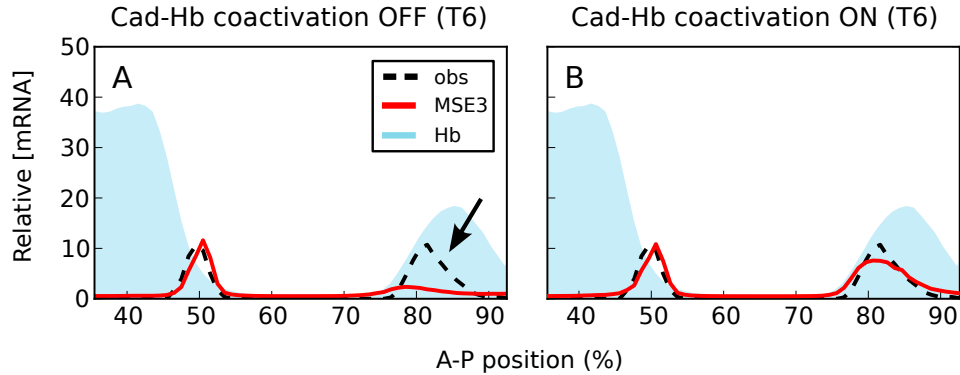 Cad-Hb coactivation OFF (T6)
Cad-Hb coactivation ON (T6)
Relative [mRNA]
50
40
30
20
10
0
A
obs
MSE3
Hb
B
40 50 60 70 80 90
40 50 60 70 80 90
A-P position (%)